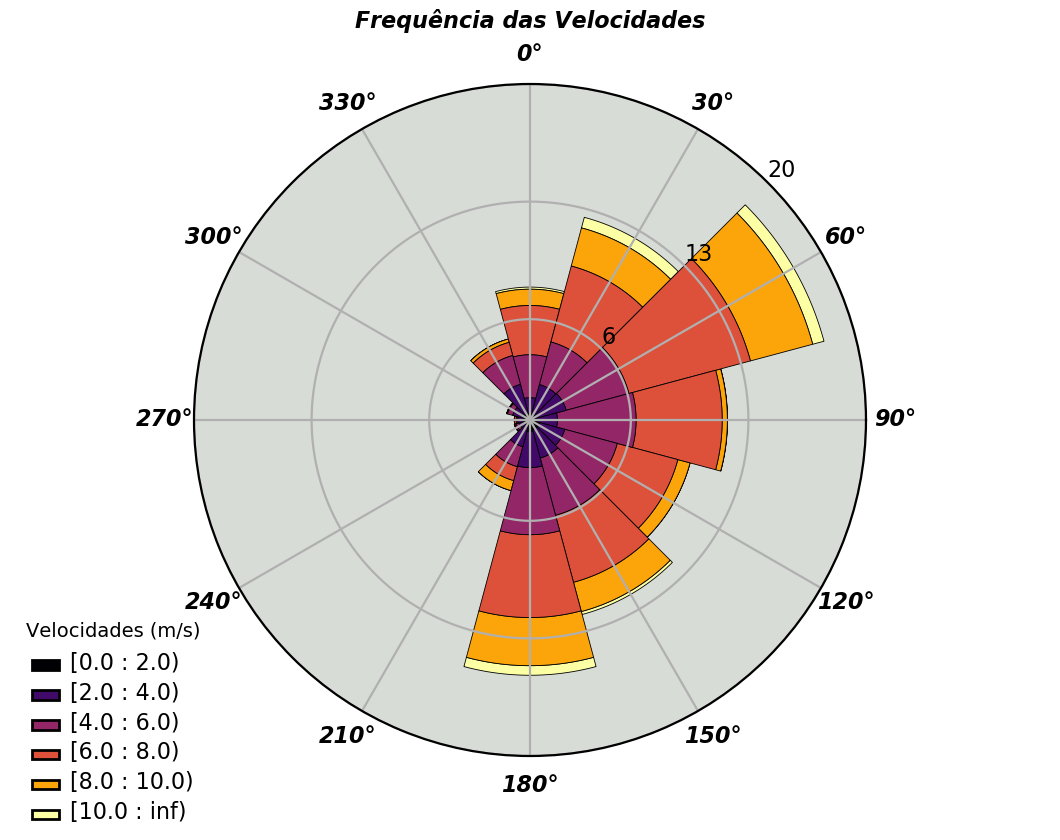 Frequência das Velocidades
0°
330°
30°
20
300°
60°
13
6
270°
90°
240°
120°
Velocidades (m/s)
[0.0 : 2.0)
[2.0 : 4.0)
[4.0 : 6.0)
[6.0 : 8.0)
[8.0 : 10.0)
[10.0 : inf)
210°
150°
180°